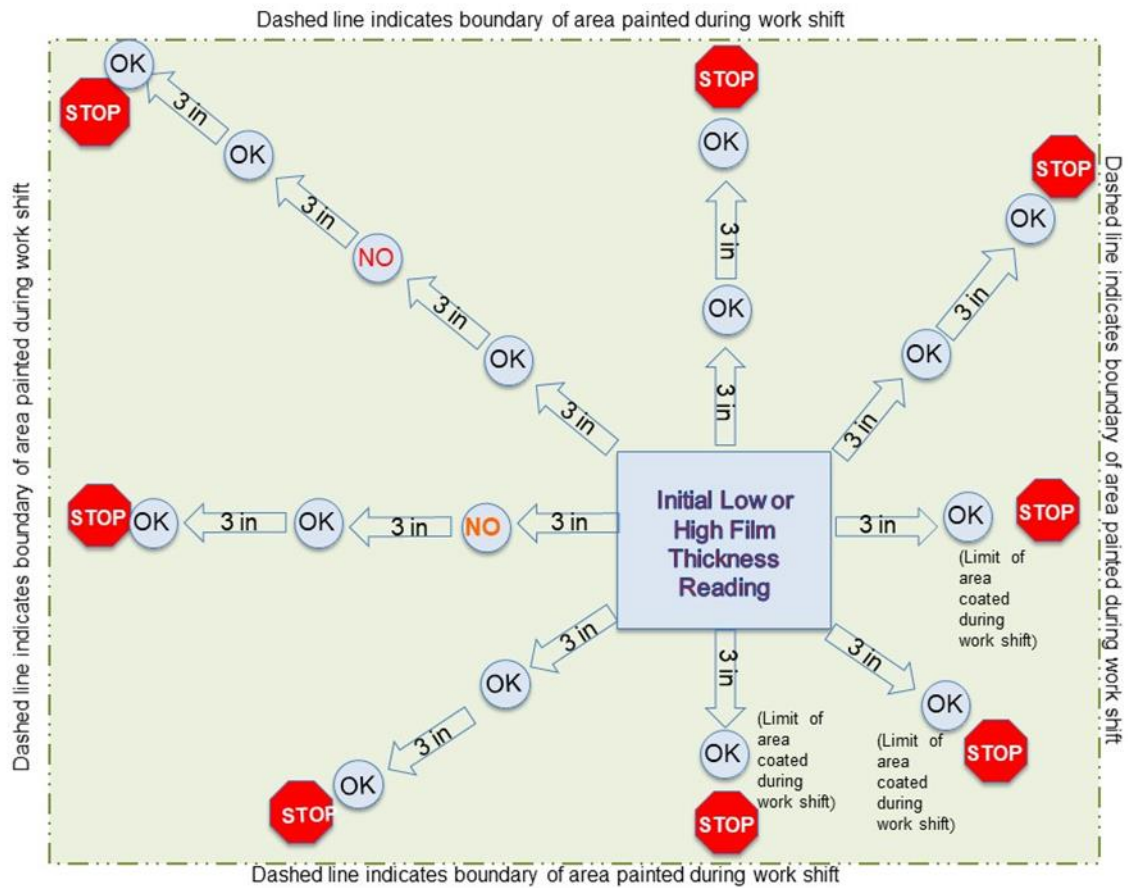 Dashed line indicates boundary of area painted during work shift
OK
STOP
STOP
3 in
OK
OK
STOP
3 in
OK
3 in
NO
3 in
OK
3 in
OK
3 in
3 in
OK
3 in
OK
3 in
Dashed line indicates boundary of area painted during work shift
Dashed line indicates boundary of area painted during work shift
Initial Low or
High Film
Thickness
Reading
STOP
OK
3 in
OK
3 in
NO
3 in
3 in
OK
STOP
(Limit of
area
coated
during
work shift)
3 in
OK
3 in
OK
STOP
3 in
OK
(Limit of
area
coated
during
work shift)
STOP
3 in
OK
STOP
(Limit of
area
coated
during
work shift)
Dashed line indicates boundary of area painted during work shift